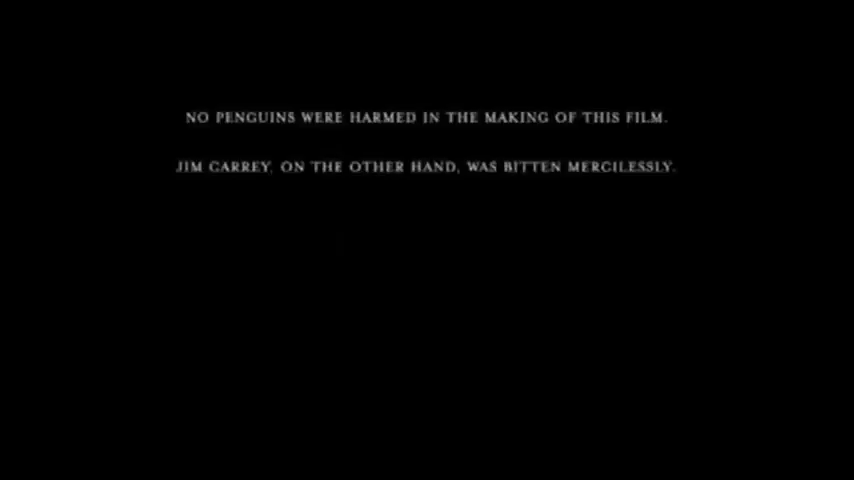 NO PENGUINS WERE HARMED IN THE MAKING OF THIS FILM.
JIM CARREY, ON THE OTHER HAND, WAS BITTEN MERCILESSLY.